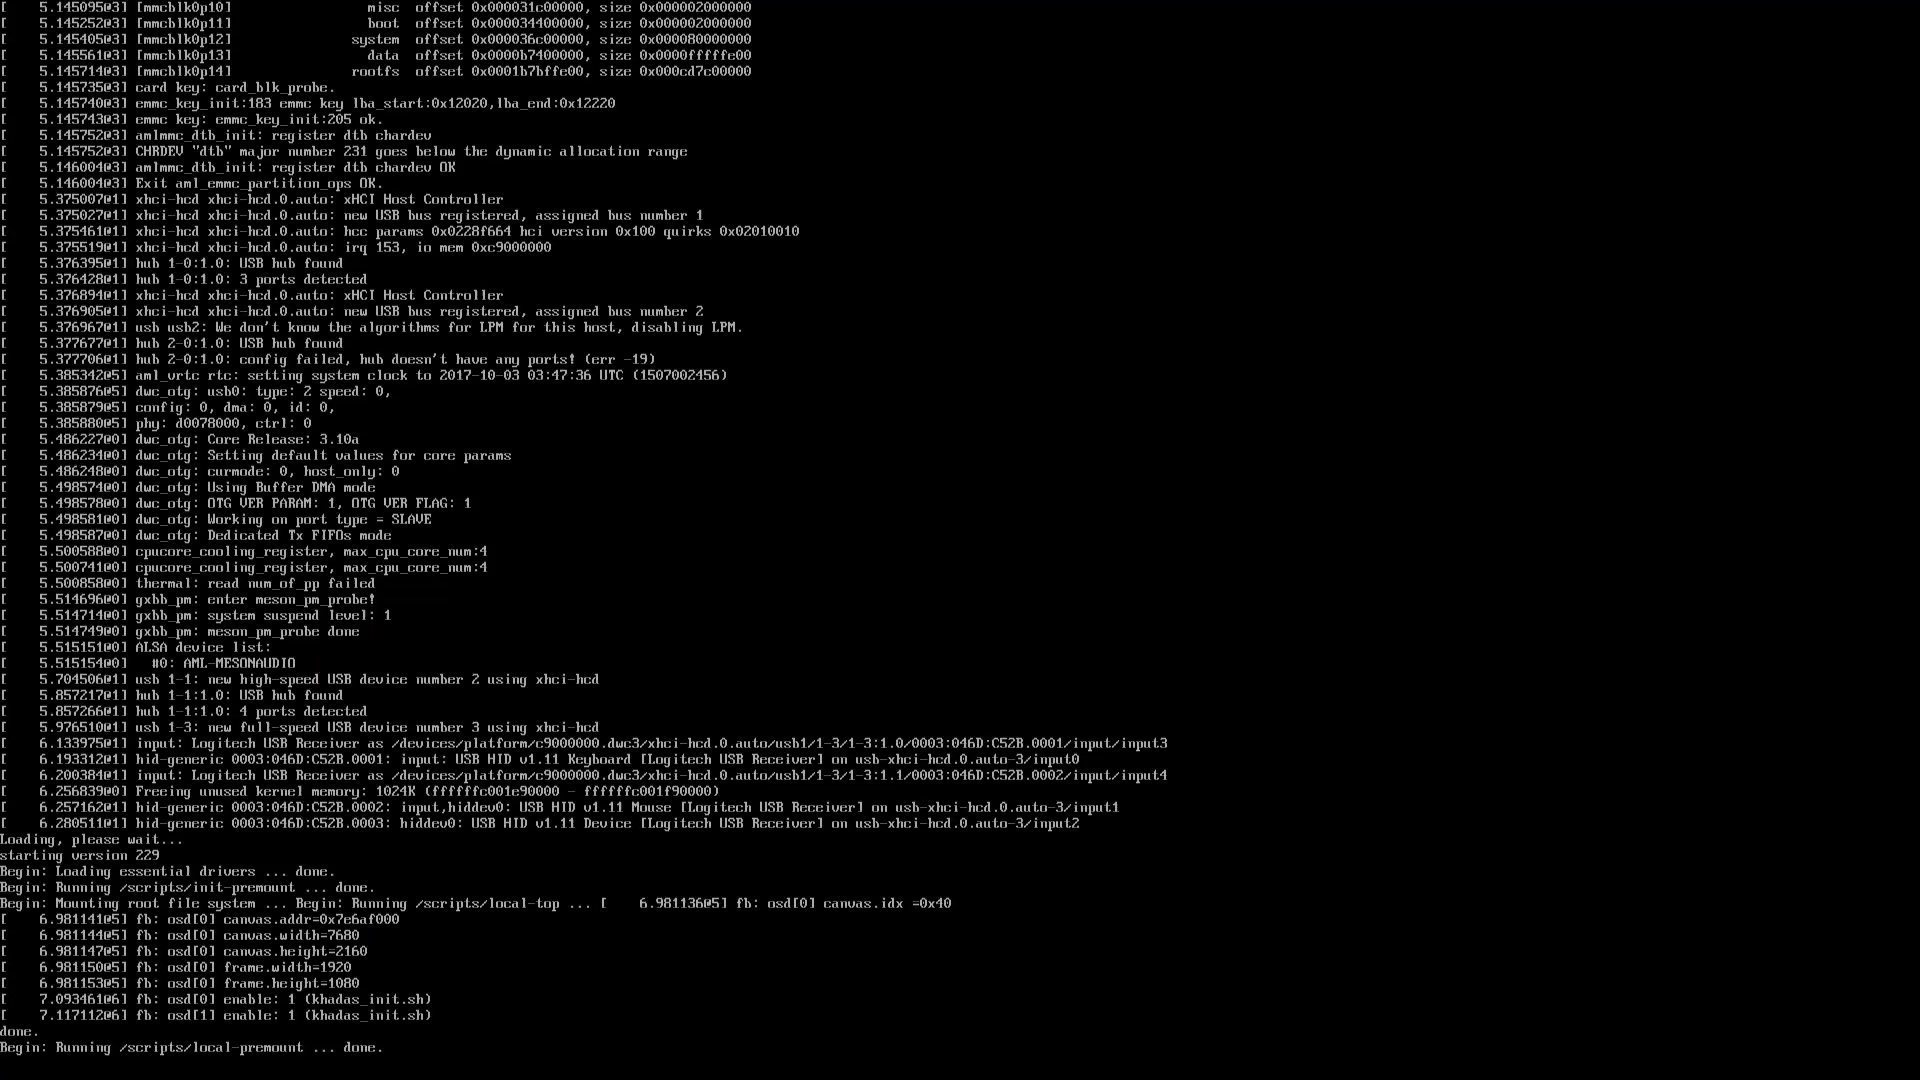 [    5.145095@3] [mmcblk0p10]                 misc  offset 0x000031c00000, size 0x000002000000
[    5.145252@3] [mmcblk0p11]                 boot  offset 0x000034400000, size 0x000002000000
[    5.145405@3] [mmcblk0p12]               system  offset 0x000036c00000, size 0x000080000000
[    5.145561@3] [mmcblk0p13]                 data  offset 0x0000b7400000, size 0x0000fffffe00
[    5.145714@3] [mmcblk0p14]               rootfs  offset 0x0001b7bffe00, size 0x000cd7c00000
[    5.145735@3] card key: card_blk_probe.
[    5.145740@3] emmc_key_init:183 emmc key lba_start:0x12020,lba_end:0x12220
[    5.145743@3] emmc key: emmc_key_init:205 ok.
[    5.145752@3] amlmmc_dtb_init: register dtb chardev
[    5.145752@3] CHRDEV "dtb" major number 231 goes below the dynamic allocation range
[    5.146004@3] amlmmc_dtb_init: register dtb chardev OK
[    5.146004@3] Exit aml_emmc_partition_ops OK.
[    5.375007@1] xhci-hcd xhci-hcd.0.auto: xHCI Host Controller
[    5.375027@1] xhci-hcd xhci-hcd.0.auto: new USB bus registered, assigned bus number 1
[    5.375461@1] xhci-hcd xhci-hcd.0.auto: hcc params 0x0228f664 hci version 0x100 quirks 0x02010010
[    5.375519@1] xhci-hcd xhci-hcd.0.auto: irq 153, io mem 0xc9000000
[    5.376395@1] hub 1-0:1.0: USB hub found
[    5.376428@1] hub 1-0:1.0: 3 ports detected
[    5.376894@1] xhci-hcd xhci-hcd.0.auto: xHCI Host Controller
[    5.376905@1] xhci-hcd xhci-hcd.0.auto: new USB bus registered, assigned bus number 2
[    5.376967@1] usb usb2: We don't know the algorithms for LPM for this host, disabling LPM.
[    5.377677@1] hub 2-0:1.0: USB hub found
[    5.377706@1] hub 2-0:1.0: config failed, hub doesn't have any ports! (err -19)
[    5.385342@5] aml_vrtc rtc: setting system clock to 2017-10-03 03:47:36 UTC (1507002456)
[    5.385876@5] dwc_otg: usb0: type: 2 speed: 0,
[    5.385879@5] config: 0, dma: 0, id: 0,
[    5.385880@5] phy: d0078000, ctrl: 0
[    5.486227@0] dwc_otg: Core Release: 3.10a
[    5.486234@0] dwc_otg: Setting default values for core params
[    5.486248@0] dwc_otg: curmode: 0, host_only: 0
[    5.498574@0] dwc_otg: Using Buffer DMA mode
[    5.498578@0] dwc_otg: OTG VER PARAM: 1, OTG VER FLAG: 1
[    5.498581@0] dwc_otg: Working on port type = SLAVE
[    5.498587@0] dwc_otg: Dedicated Tx FIFOs mode
[    5.500588@0] cpucore_cooling_register, max_cpu_core_num:4
[    5.500741@0] cpucore_cooling_register, max_cpu_core_num:4
[    5.500858@0] thermal: read num_of_pp failed
[    5.514696@0] gxbb_pm: enter meson_pm_probe!
[    5.514714@0] gxbb_pm: system suspend level: 1
[    5.514749@0] gxbb_pm: meson_pm_probe done
[    5.515151@0] ALSA device list:
[    5.515154@0]   #0: AML-MESONAUDIO
[    5.704506@1] usb 1-1: new high-speed USB device number 2 using xhci-hcd
[    5.857217@1] hub 1-1:1.0: USB hub found
[    5.857266@1] hub 1-1:1.0: 4 ports detected
[    5.976510@1] usb 1-3: new full-speed USB device number 3 using xhci-hcd
[    6.133975@1] input: Logitech USB Receiver as /devices/platform/c9000000.dwc3/xhci-hcd.0.auto/usb1/1-3/1-3:1.0/0003:046D:C52B.0001/input/input3
[    6.193312@1] hid-generic 0003:046D:C52B.0001: input: USB HID v1.11 Keyboard [Logitech USB Receiver] on usb-xhci-hcd.0.auto-3/input0
[    6.200384@1] input: Logitech USB Receiver as /devices/platform/c9000000.dwc3/xhci-hcd.0.auto/usb1/1-3/1-3:1.1/0003:046D:C52B.0002/input/input4
[    6.256839@0] Freeing unused kernel memory: 1024K (ffffffc001e90000 - ffffffc001f90000)
[    6.257162@1] hid-generic 0003:046D:C52B.0002: input,hiddev0: USB HID v1.11 Mouse [Logitech USB Receiver] on usb-xhci-hcd.0.auto-3/input1
[    6.280511@1] hid-generic 0003:046D:C52B.0003: hiddev0: USB HID v1.11 Device [Logitech USB Receiver] on usb-xhci-hcd.0.auto-3/input2
Loading, please wait...
starting version 229
Begin: Loading essential drivers ... done.
Begin: Running /scripts/init-premount ... done.
Begin: Mounting root file system ... Begin: Running /scripts/local-top ... [    6.981136@5] fb: osd[0] canvas.idx =0x40
[    6.981141@5] fb: osd[0] canvas.addr=0x7e6af000
[    6.981144@5] fb: osd[0] canvas.width=7680
[    6.981147@5] fb: osd[0] canvas.height=2160
[    6.981150@5] fb: osd[0] frame.width=1920
[    6.981153@5] fb: osd[0] frame.height=1080
[    7.093461@6] fb: osd[0] enable: 1 (khadas_init.sh)
[    7.117112@6] fb: osd[1] enable: 1 (khadas_init.sh)
done.
Begin: Running /scripts/local-premount ... done.